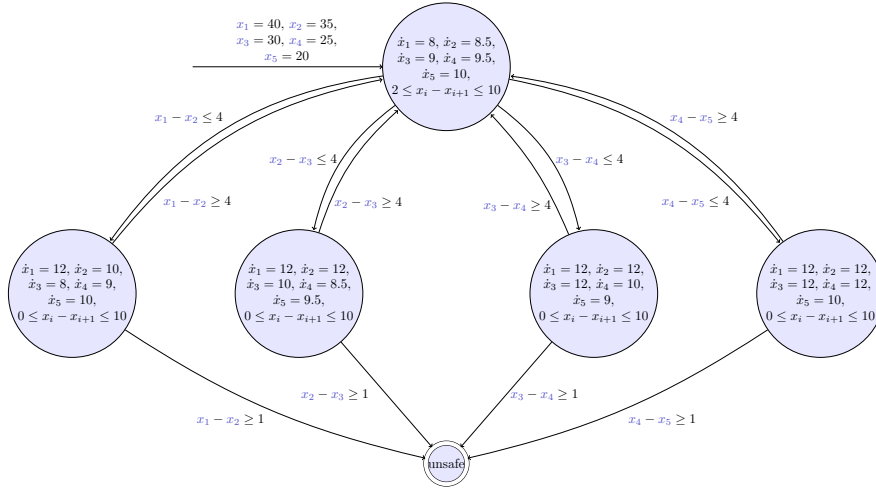 x₁ = 40, x₂ = 35,
x₃ = 30, x₄ = 25,
x₅ = 20
ẋ₁ = 8, ẋ₂ = 8.5,
ẋ₃ = 9, ẋ₄ = 9.5,
ẋ₅ = 10,
2 ≤ xᵢ − xᵢ₊₁ ≤ 10
x₁ − x₂ ≤ 4
x₄ − x₅ ≥ 4
x₂ − x₃ ≤ 4
x₃ − x₄ ≤ 4
x₁ − x₂ ≥ 4
x₂ − x₃ ≥ 4
x₃ − x₄ ≥ 4
x₄ − x₅ ≤ 4
ẋ₁ = 12, ẋ₂ = 10,
ẋ₃ = 8, ẋ₄ = 9,
ẋ₅ = 10,
0 ≤ xᵢ − xᵢ₊₁ ≤ 10
ẋ₁ = 12, ẋ₂ = 12,
ẋ₃ = 10, ẋ₄ = 8.5,
ẋ₅ = 9.5,
0 ≤ xᵢ − xᵢ₊₁ ≤ 10
ẋ₁ = 12, ẋ₂ = 12,
ẋ₃ = 12, ẋ₄ = 10,
ẋ₅ = 9,
0 ≤ xᵢ − xᵢ₊₁ ≤ 10
ẋ₁ = 12, ẋ₂ = 12,
ẋ₃ = 12, ẋ₄ = 12,
ẋ₅ = 10,
0 ≤ xᵢ − xᵢ₊₁ ≤ 10
x₂ − x₃ ≥ 1
x₃ − x₄ ≥ 1
x₁ − x₂ ≥ 1
x₄ − x₅ ≥ 1
unsafe